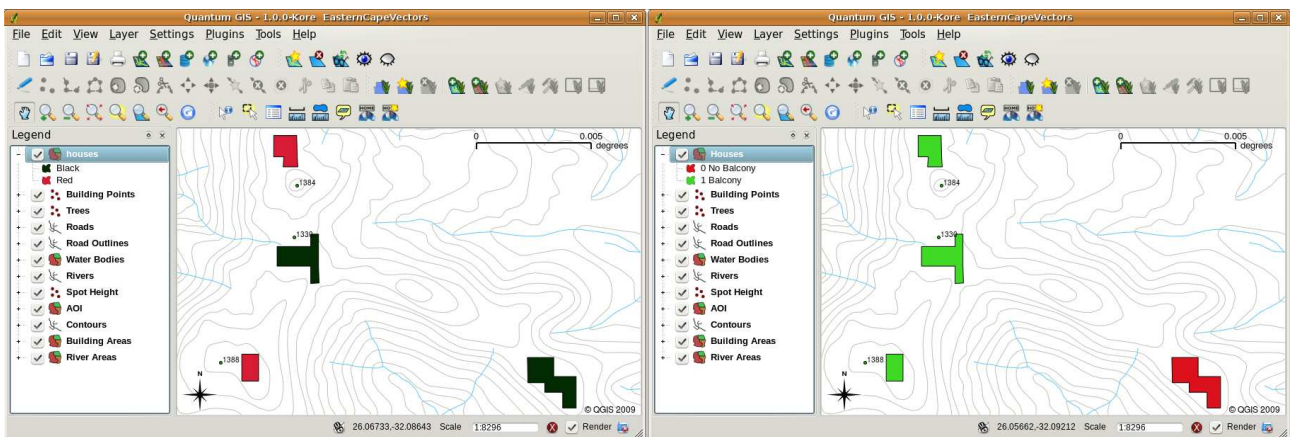 Quantum GIS - 1.0.0-Kore EasternCapeVectors
File Edit View Layer Settings Plugins Tools Help
Legend
houses
Black
Red
Building Points
Trees
Roads
Road Outlines
Water Bodies
Rivers
Spot Height
AOI
Contours
Building Areas
River Areas
0 0.005
degrees
1384
1339
1388
N
© QGIS 2009
26.06733,-32.08643 Scale 1:8296 Render
Quantum GIS - 1.0.0-Kore EasternCapeVectors
File Edit View Layer Settings Plugins Tools Help
Legend
Houses
0 No Balcony
1 Balcony
Building Points
Trees
Roads
Road Outlines
Water Bodies
Rivers
Spot Height
AOI
Contours
Building Areas
River Areas
0 0.005
degrees
1384
1339
1388
N
© QGIS 2009
26.05662,-32.09212 Scale 1:8296 Render